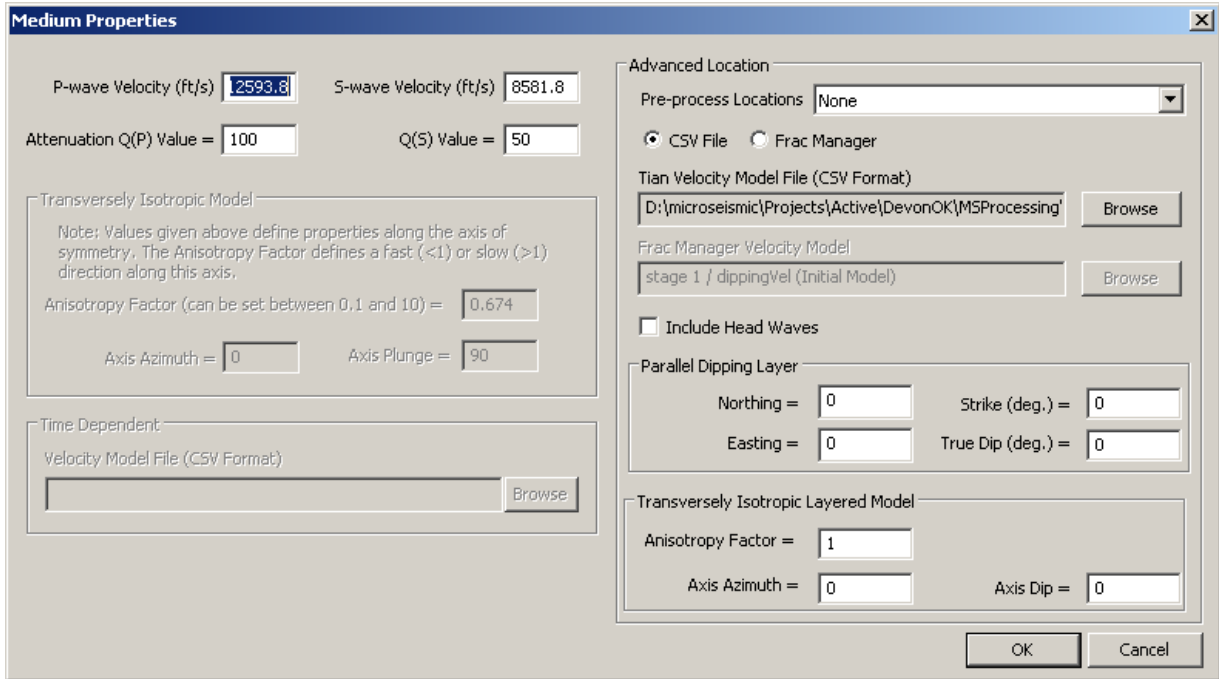 Medium Properties
P-wave Velocity (ft/s) 12593.8 S-wave Velocity (ft/s) 8581.8
Attenuation Q(P) Value = 100 Q(S) Value = 50
Transversely Isotropic Model
Note: Values given above define properties along the axis of
symmetry. The Anisotropy Factor defines a fast (<1) or slow (>1)
direction along this axis.
Anisotropy Factor (can be set between 0.1 and 10) = 0.674
Axis Azimuth = 0 Axis Plunge = 90
Time Dependent
Velocity Model File (CSV Format)
Browse
Advanced Location
Pre-process Locations None
CSV File Frac Manager
Tian Velocity Model File (CSV Format)
D:\microseismic\Projects\Active\DevonOK\MSProcessing\ Browse
Frac Manager Velocity Model
stage 1 / dippingVel (Initial Model) Browse
Include Head Waves
Parallel Dipping Layer
Northing = 0 Strike (deg.) = 0
Easting = 0 True Dip (deg.) = 0
Transversely Isotropic Layered Model
Anisotropy Factor = 1
Axis Azimuth = 0 Axis Dip = 0
OK Cancel